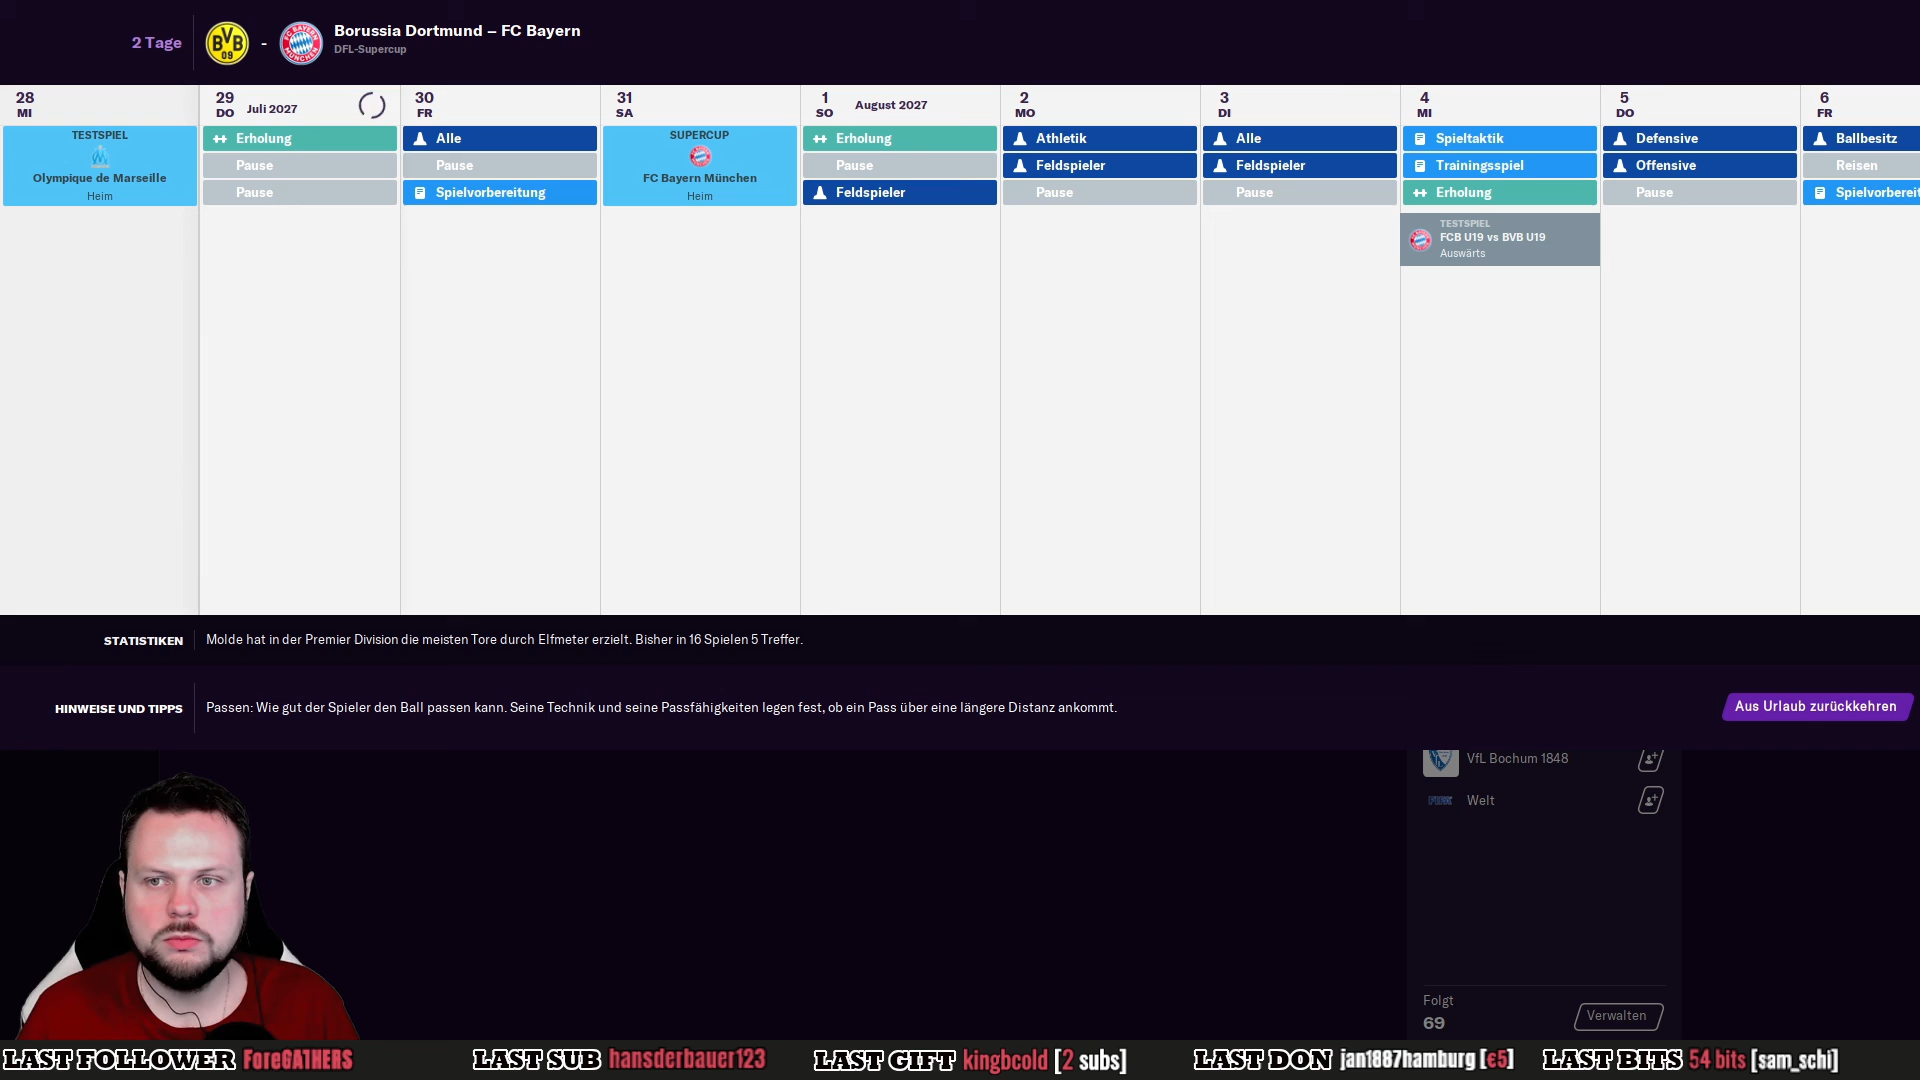 2 Tage
BVB 09
-
Borussia Dortmund – FC Bayern
DFL-Supercup
28 MI
29 DO Juli 2027
30 FR
31 SA
1 SO August 2027
2 MO
3 DI
4 MI
5 DO
6 FR
TESTSPIEL
Olympique de Marseille
Heim
Erholung
Pause
Pause
Alle
Pause
Spielvorbereitung
SUPERCUP
FC Bayern München
Heim
Erholung
Pause
Feldspieler
Athletik
Feldspieler
Pause
Alle
Feldspieler
Pause
Spieltaktik
Trainingsspiel
Erholung
TESTSPIEL
FCB U19 vs BVB U19
Auswärts
Defensive
Offensive
Pause
Ballbesitz
Reisen
Spielvorbereit
STATISTIKEN
Molde hat in der Premier Division die meisten Tore durch Elfmeter erzielt. Bisher in 16 Spielen 5 Treffer.
HINWEISE UND TIPPS
Passen: Wie gut der Spieler den Ball passen kann. Seine Technik und seine Passfähigkeiten legen fest, ob ein Pass über eine längere Distanz ankommt.
Aus Urlaub zurückkehren
VfL Bochum 1848
Welt
Folgt
69
Verwalten
LAST FOLLOWER ForeGATHERS
LAST SUB hansderbauer123
LAST GIFT kingbcold [2 subs]
LAST DON jan1887hamburg [€5]
LAST BITS 54 bits [sam_schi]